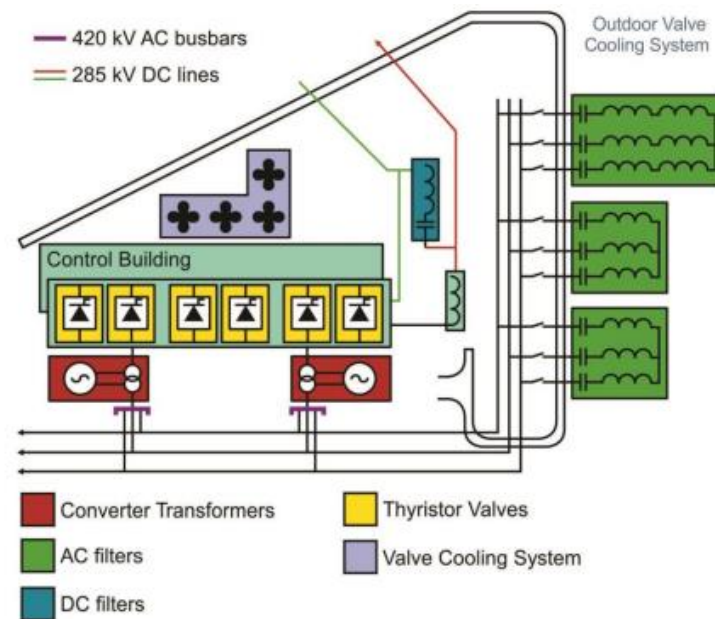 420 kV AC busbars
285 kV DC lines
Outdoor Valve
Cooling System
Control Building
Converter Transformers
Thyristor Valves
AC filters
Valve Cooling System
DC filters